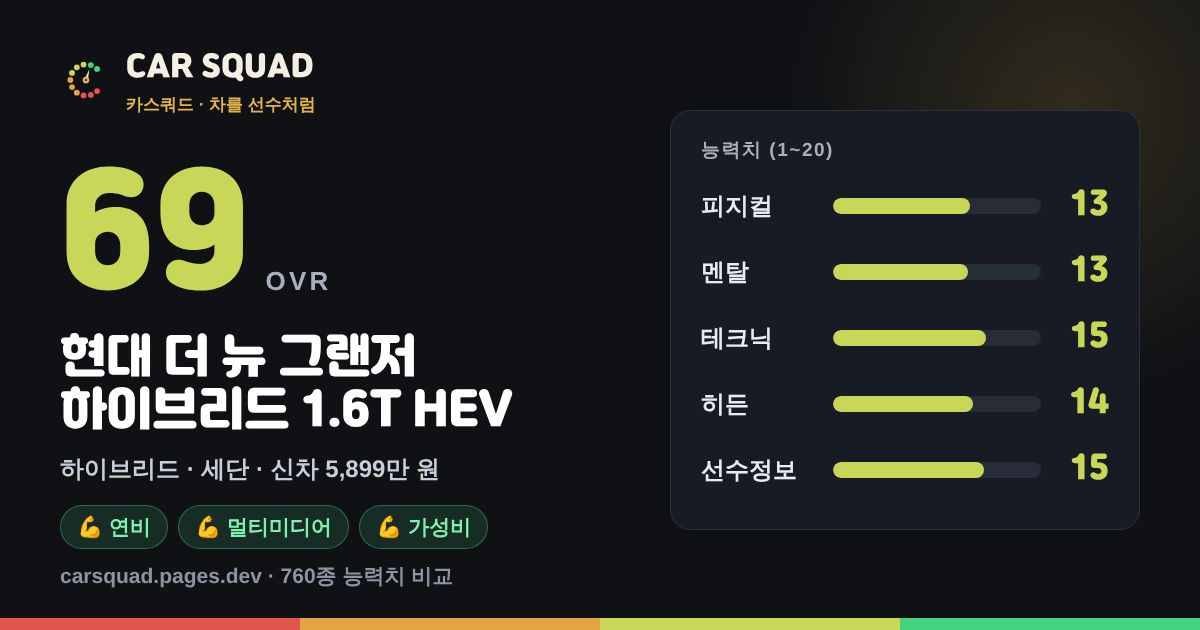 CAR SQUAD
카스쿼드 · 차를 선수처럼
69 OVR
현대 더 뉴 그랜저
하이브리드 1.6T HEV
하이브리드 · 세단 · 신차 5,899만 원
💪 연비 💪 멀티미디어 💪 가성비
carsquad.pages.dev · 760종 능력치 비교
능력치 (1~20)
피지컬 13
멘탈 13
테크닉 15
히든 14
선수정보 15